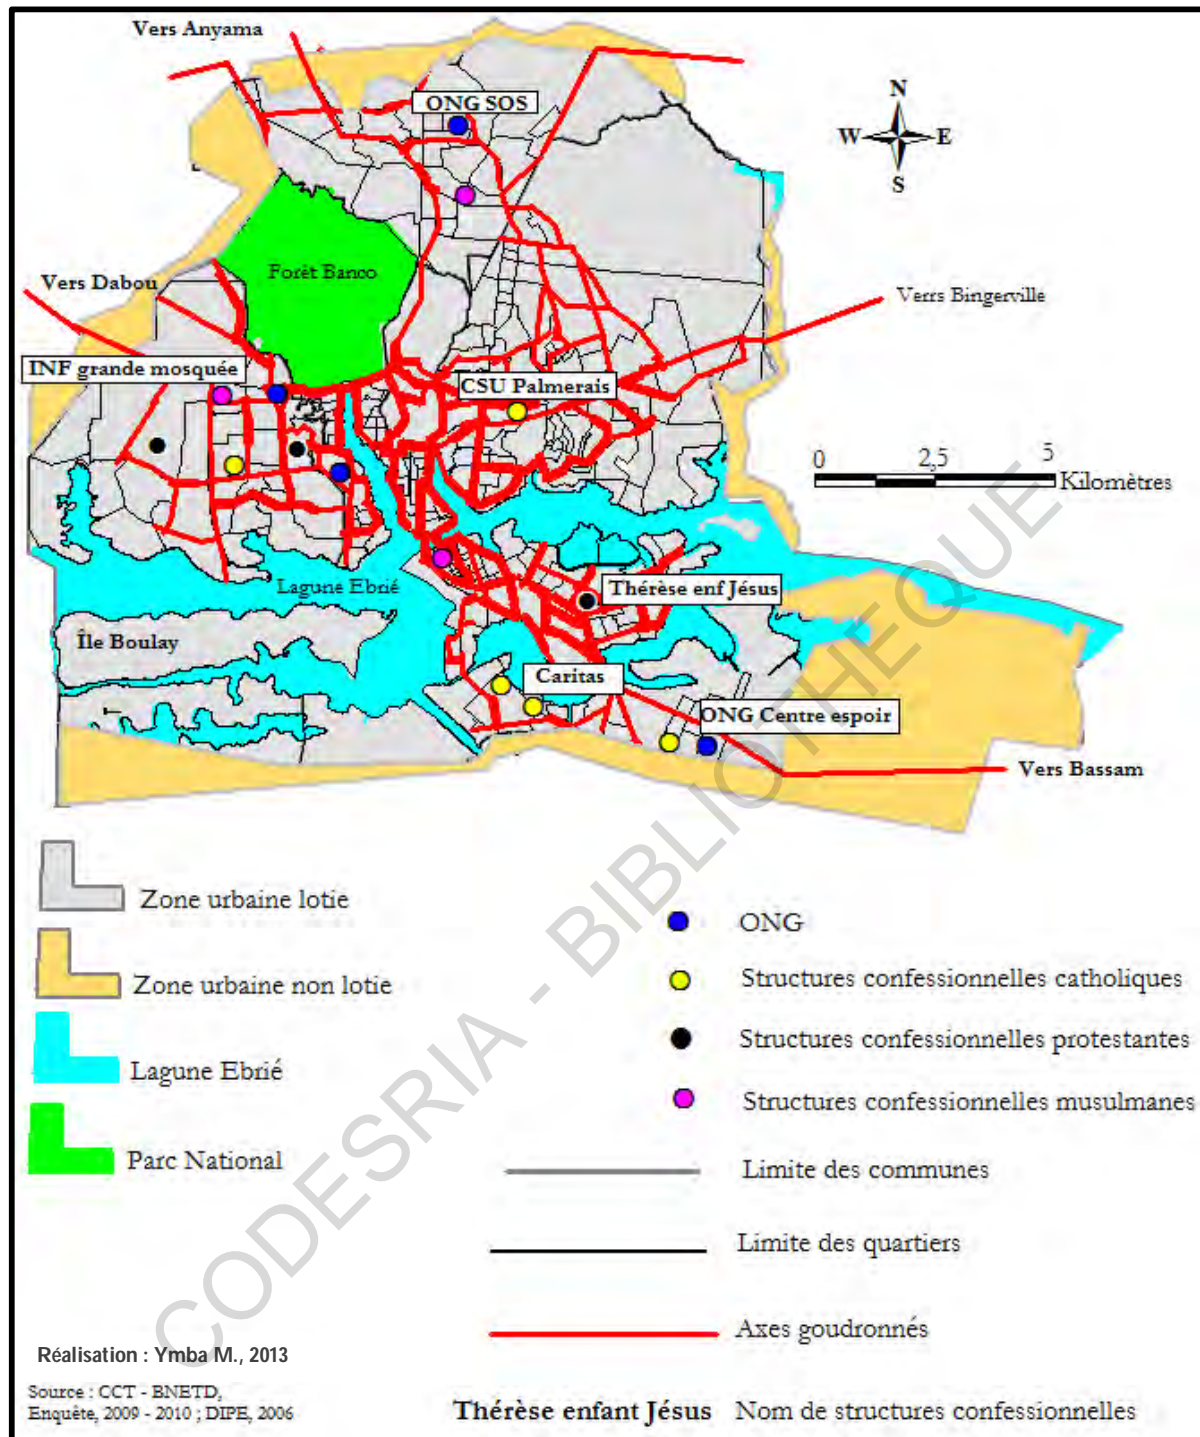 Vers Anyama
ONG SOS
N
W E
S
Forêt Banco
Vers Dabou
Verrs Bingerville
INF grande mosquée
CSU Palmerais
0 2,5 5
Kilomètres
Lagune Ebrié
Thérèse enf Jésus
Île Boulay
Caritas
ONG Centre espoir
Vers Bassam
Zone urbaine lotie
Zone urbaine non lotie
Lagune Ebrié
Parc National
ONG
Structures confessionnelles catholiques
Structures confessionnelles protestantes
Structures confessionnelles musulmanes
Limite des communes
Limite des quartiers
Axes goudronnés
Thérèse enfant Jésus Nom de structures confessionnelles
Réalisation : Ymba M., 2013
Source : CCT - BNETD,
Enquête, 2009 - 2010 ; DIPE, 2006
CODESRIA - BIBLIOTHEQUE